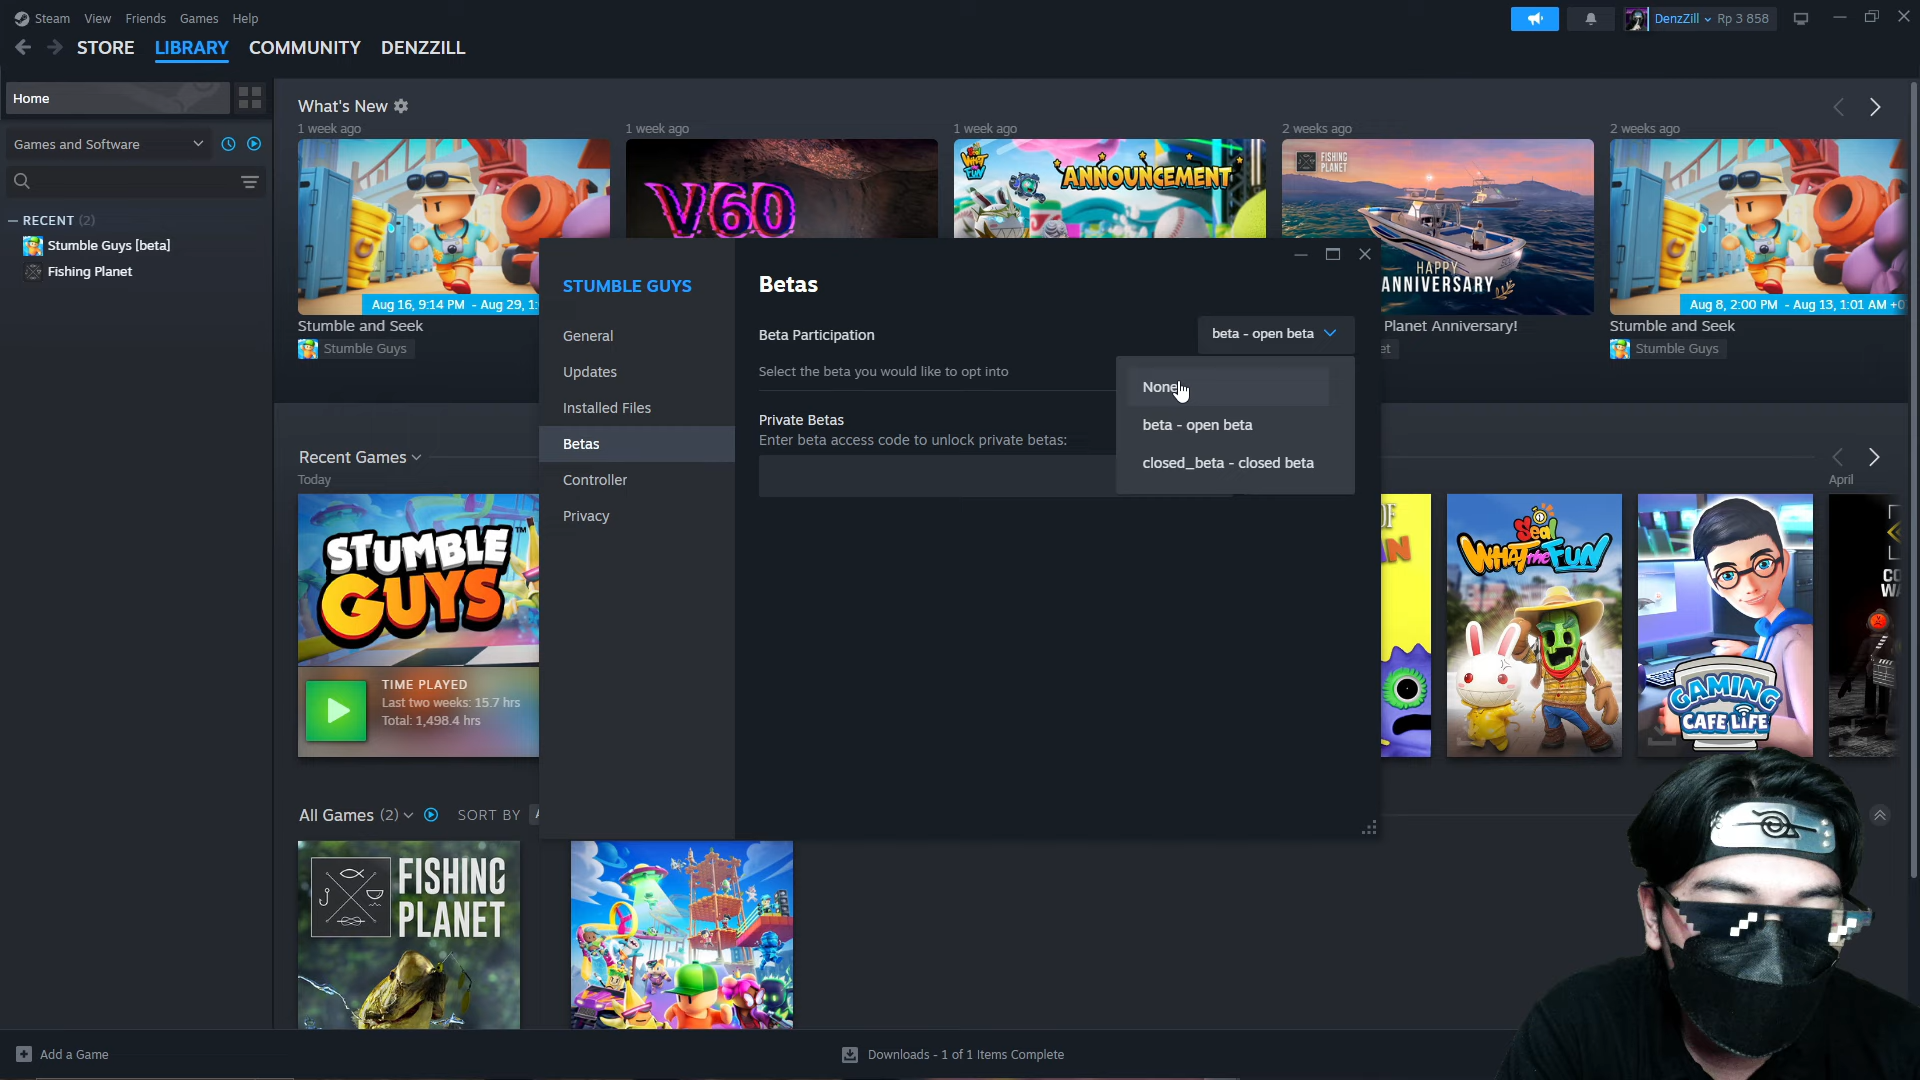 Steam View Friends Games Help
DenzZill Rp 3 858
STORE LIBRARY COMMUNITY DENZZILL
Home
Games and Software
RECENT (2)
Stumble Guys [beta]
Fishing Planet
What's New
1 week ago
1 week ago
1 week ago
2 weeks ago
2 weeks ago
V60
Seal WHAT the FUN
ANNOUNCEMENT
FISHING PLANET
HAPPY
ANNIVERSARY
Aug 16, 9:14 PM - Aug 29, 1:
Aug 8, 2:00 PM - Aug 13, 1:01 AM +0
Stumble and Seek
Planet Anniversary!
Stumble and Seek
Stumble Guys
et
Stumble Guys
STUMBLE GUYS
General
Updates
Installed Files
Betas
Controller
Privacy
Betas
Beta Participation
beta - open beta
Select the beta you would like to opt into
None
beta - open beta
closed_beta - closed beta
Private Betas
Enter beta access code to unlock private betas:
Recent Games
Today
April
STUMBLE
GUYS
TIME PLAYED
Last two weeks: 15.7 hrs
Total: 1,498.4 hrs
Seal
WHAT the FUN
GAMING
CAFE LIFE
All Games (2)
SORT BY
FISHING
PLANET
Add a Game
Downloads - 1 of 1 Items Complete